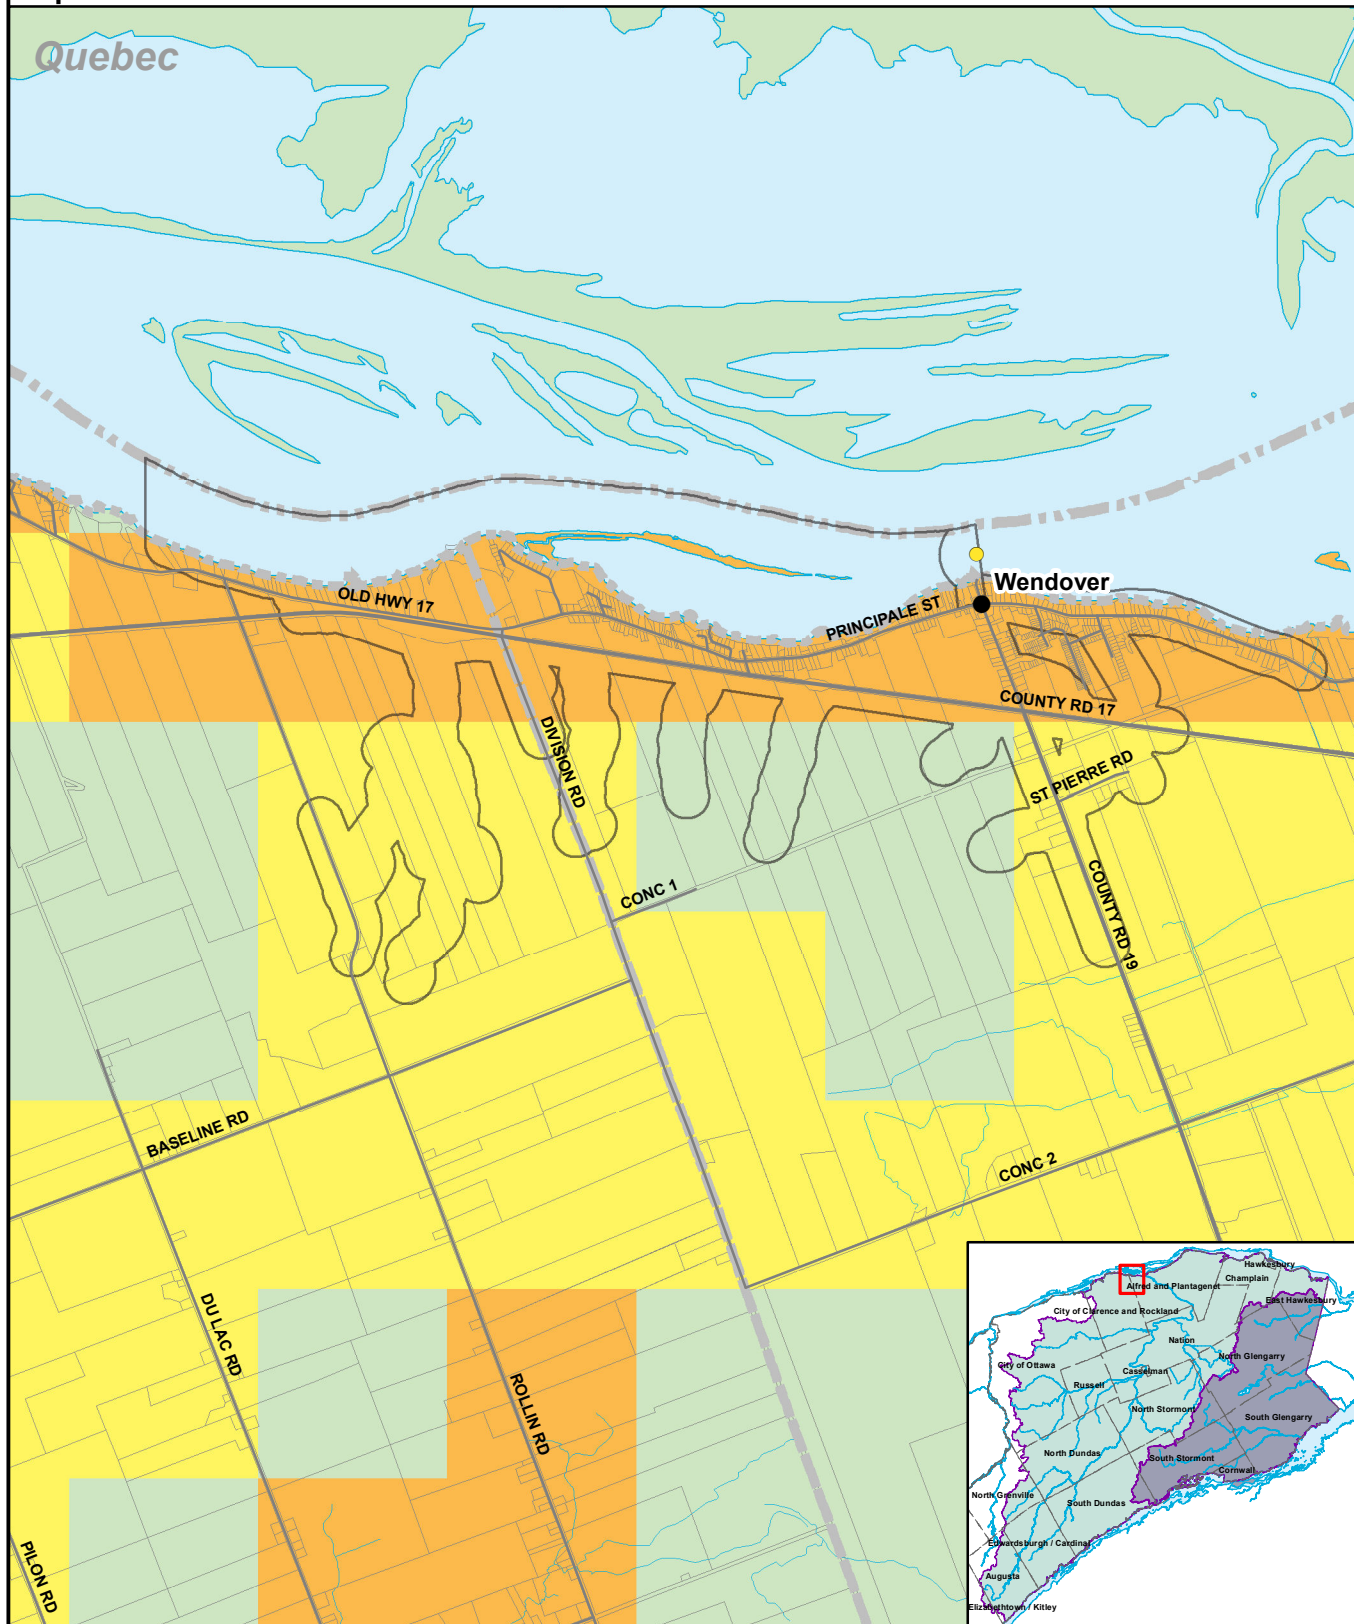 Quebec
Wendover
OLD HWY 17
PRINCIPALE ST
COUNTY RD 17
DIVISION RD
ST PIERRE RD
CONC 1
COUNTY RD 19
BASELINE RD
CONC 2
DU LAC RD
ROLLIN RD
PILON RD
Hawkesbury
Champlain
Alfred and Plantagenet
East Hawkesbury
City of Clarence and Rockland
Nation
North Glengarry
City of Ottawa
Casselman
Russell
North Stormont
South Glengarry
North Dundas
South Stormont
Cornwall
North Grenville
South Dundas
Edwardsburgh / Cardinal
Augusta
Elizabethtown / Kitley